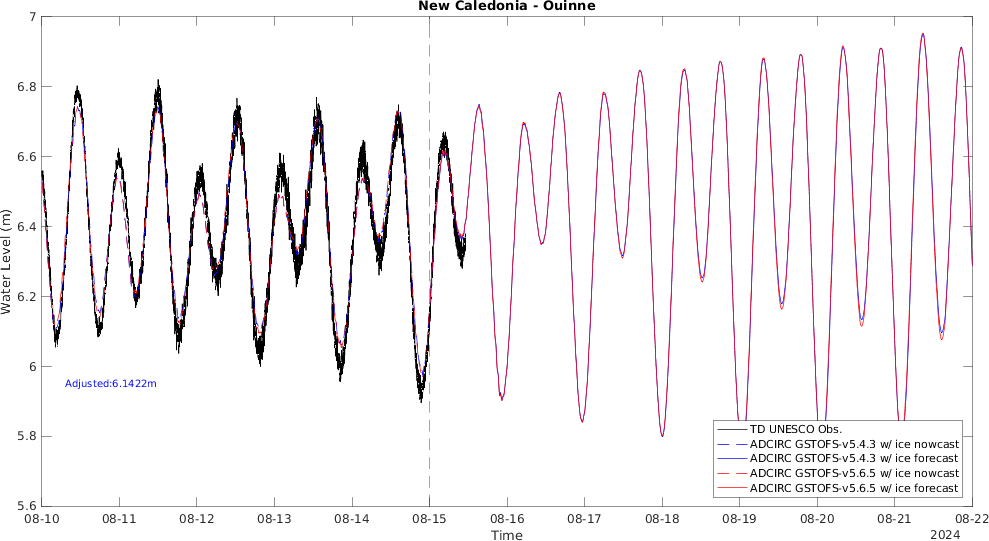 New Caledonia - Ouinne
7
6.8
6.6
6.4
6.2
6
5.8
5.6
Water Level (m)
Adjusted:6.1422m
TD UNESCO Obs.
ADCIRC GSTOFS-v5.4.3 w/ ice nowcast
ADCIRC GSTOFS-v5.4.3 w/ ice forecast
ADCIRC GSTOFS-v5.6.5 w/ ice nowcast
ADCIRC GSTOFS-v5.6.5 w/ ice forecast
08-10 08-11 08-12 08-13 08-14 08-15 08-16 08-17 08-18 08-19 08-20 08-21 08-22
Time
2024